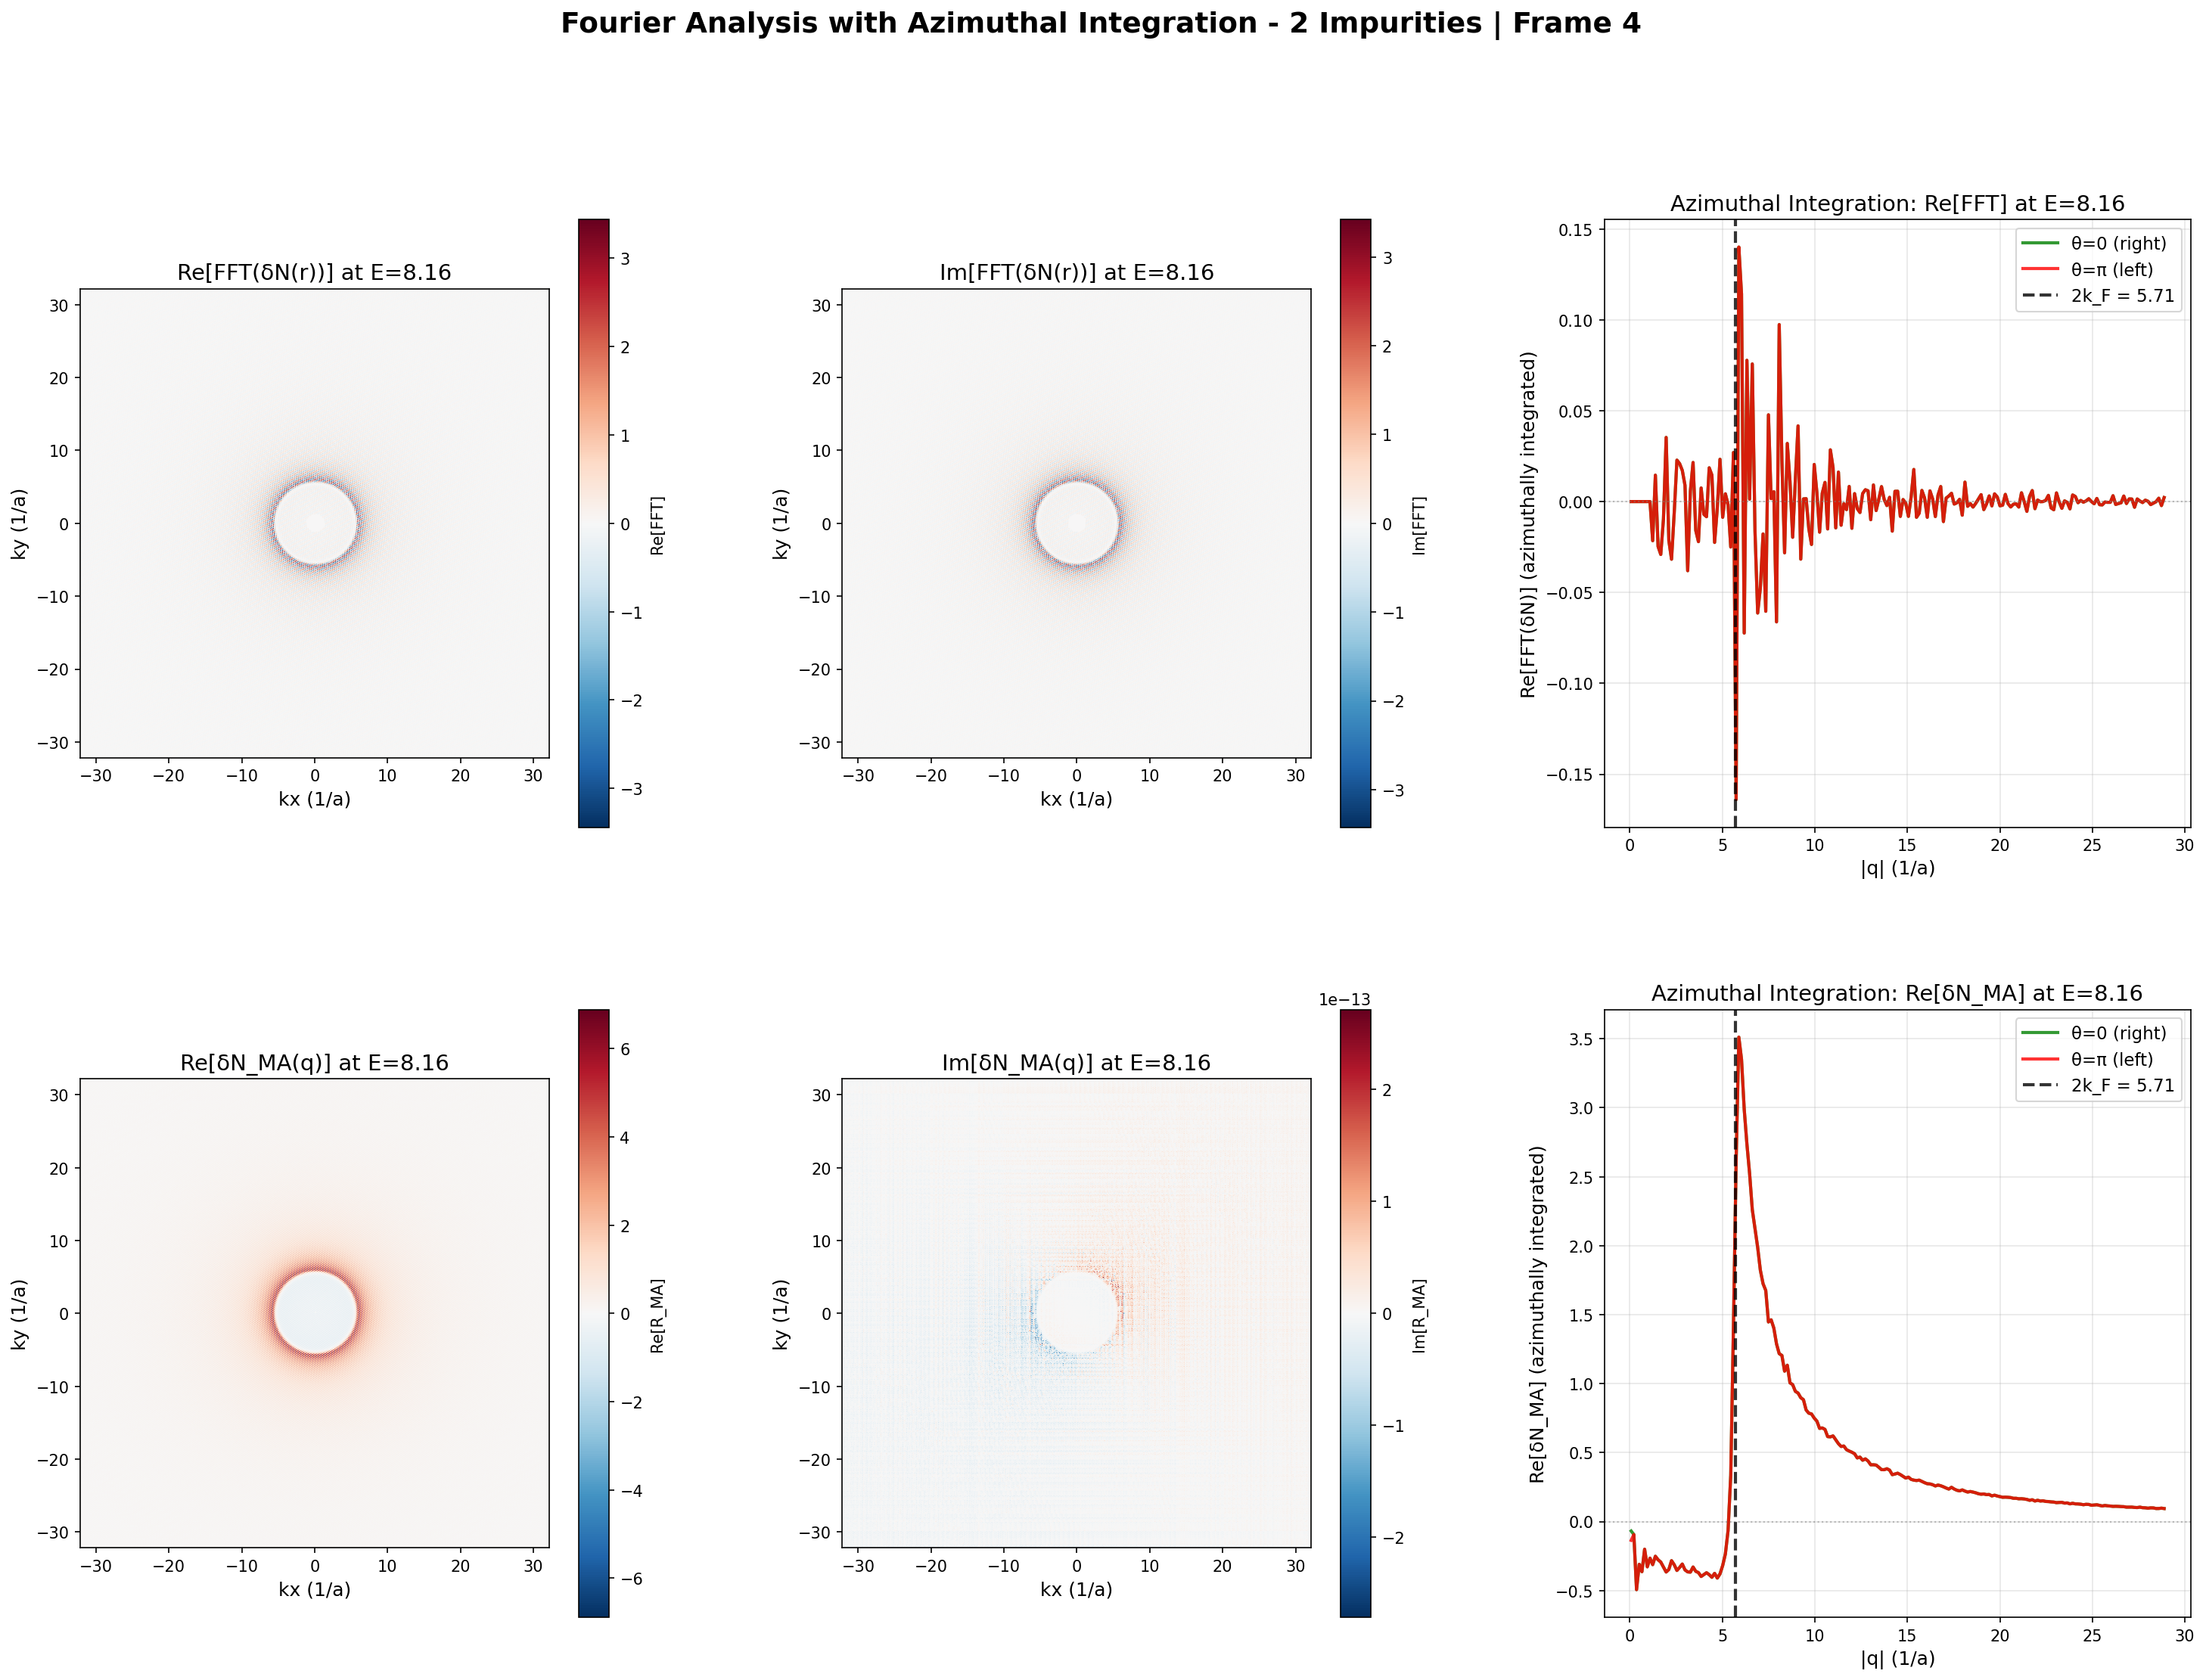 Fourier Analysis with Azimuthal Integration - 2 Impurities | Frame 4
Re[FFT(δN(r))] at E=8.16
30
20
10
0
−10
−20
−30
−30 −20 −10 0 10 20 30
ky (1/a)
kx (1/a)
3
2
1
0
−1
−2
−3
Re[FFT]
Im[FFT(δN(r))] at E=8.16
30
20
10
0
−10
−20
−30
−30 −20 −10 0 10 20 30
ky (1/a)
kx (1/a)
3
2
1
0
−1
−2
−3
Im[FFT]
Azimuthal Integration: Re[FFT] at E=8.16
θ=0 (right)
θ=π (left)
2k_F = 5.71
0.15
0.10
0.05
0.00
−0.05
−0.10
−0.15
0 5 10 15 20 25 30
Re[FFT(δN)] (azimuthally integrated)
|q| (1/a)
Re[δN_MA(q)] at E=8.16
30
20
10
0
−10
−20
−30
−30 −20 −10 0 10 20 30
ky (1/a)
kx (1/a)
6
4
2
0
−2
−4
−6
Re[R_MA]
Im[δN_MA(q)] at E=8.16
30
20
10
0
−10
−20
−30
−30 −20 −10 0 10 20 30
ky (1/a)
kx (1/a)
1e−13
2
1
0
−1
−2
Im[R_MA]
Azimuthal Integration: Re[δN_MA] at E=8.16
θ=0 (right)
θ=π (left)
2k_F = 5.71
3.5
3.0
2.5
2.0
1.5
1.0
0.5
0.0
−0.5
0 5 10 15 20 25 30
Re[δN_MA] (azimuthally integrated)
|q| (1/a)